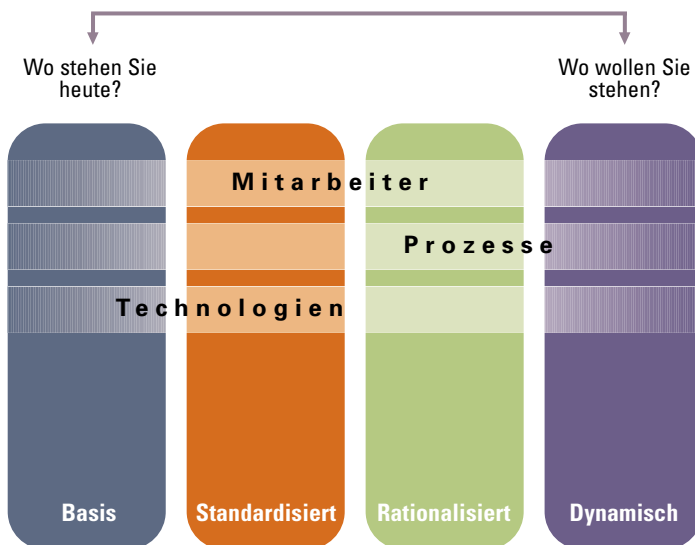 Wo stehen Sie
heute?
Wo wollen Sie
stehen?
Mitarbeiter
Prozesse
Technologien
Basis
Standardisiert
Rationalisiert
Dynamisch